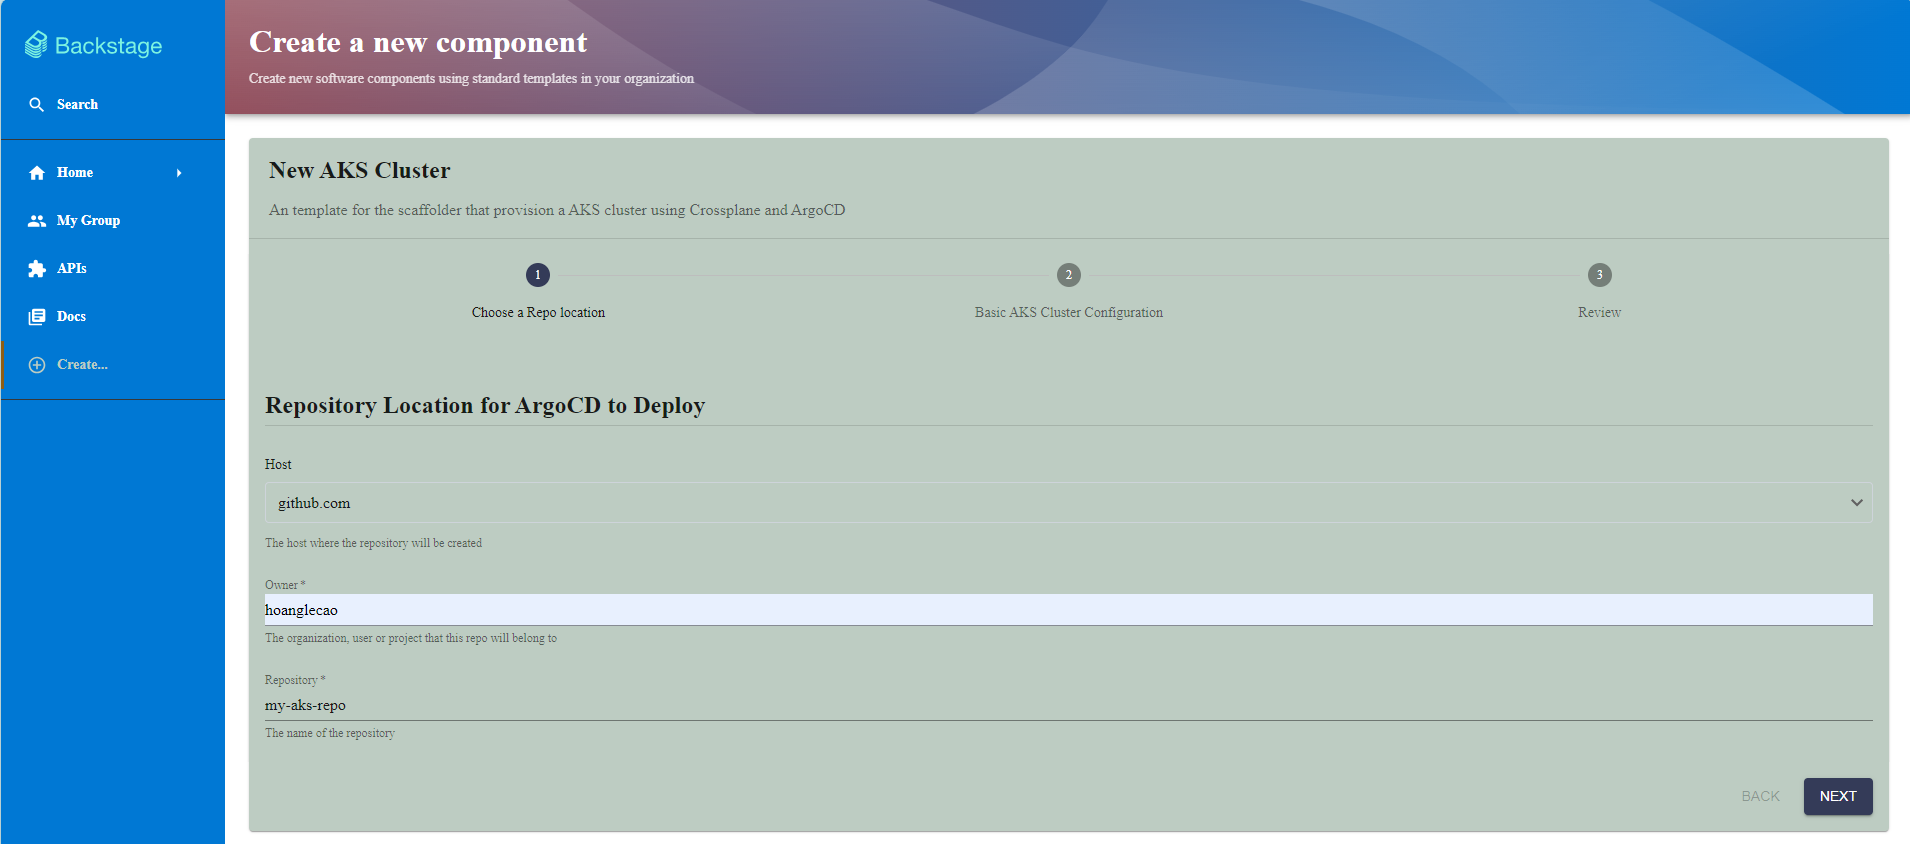 Backstage
Search
Home
My Group
APIs
Docs
Create...
Create a new component
Create new software components using standard templates in your organization
New AKS Cluster
An template for the scaffolder that provision a AKS cluster using Crossplane and ArgoCD
1
2
3
Choose a Repo location
Basic AKS Cluster Configuration
Review
Repository Location for ArgoCD to Deploy
Host
github.com
The host where the repository will be created
Owner *
hoanglecao
The organization, user or project that this repo will belong to
Repository *
my-aks-repo
The name of the repository
BACK NEXT